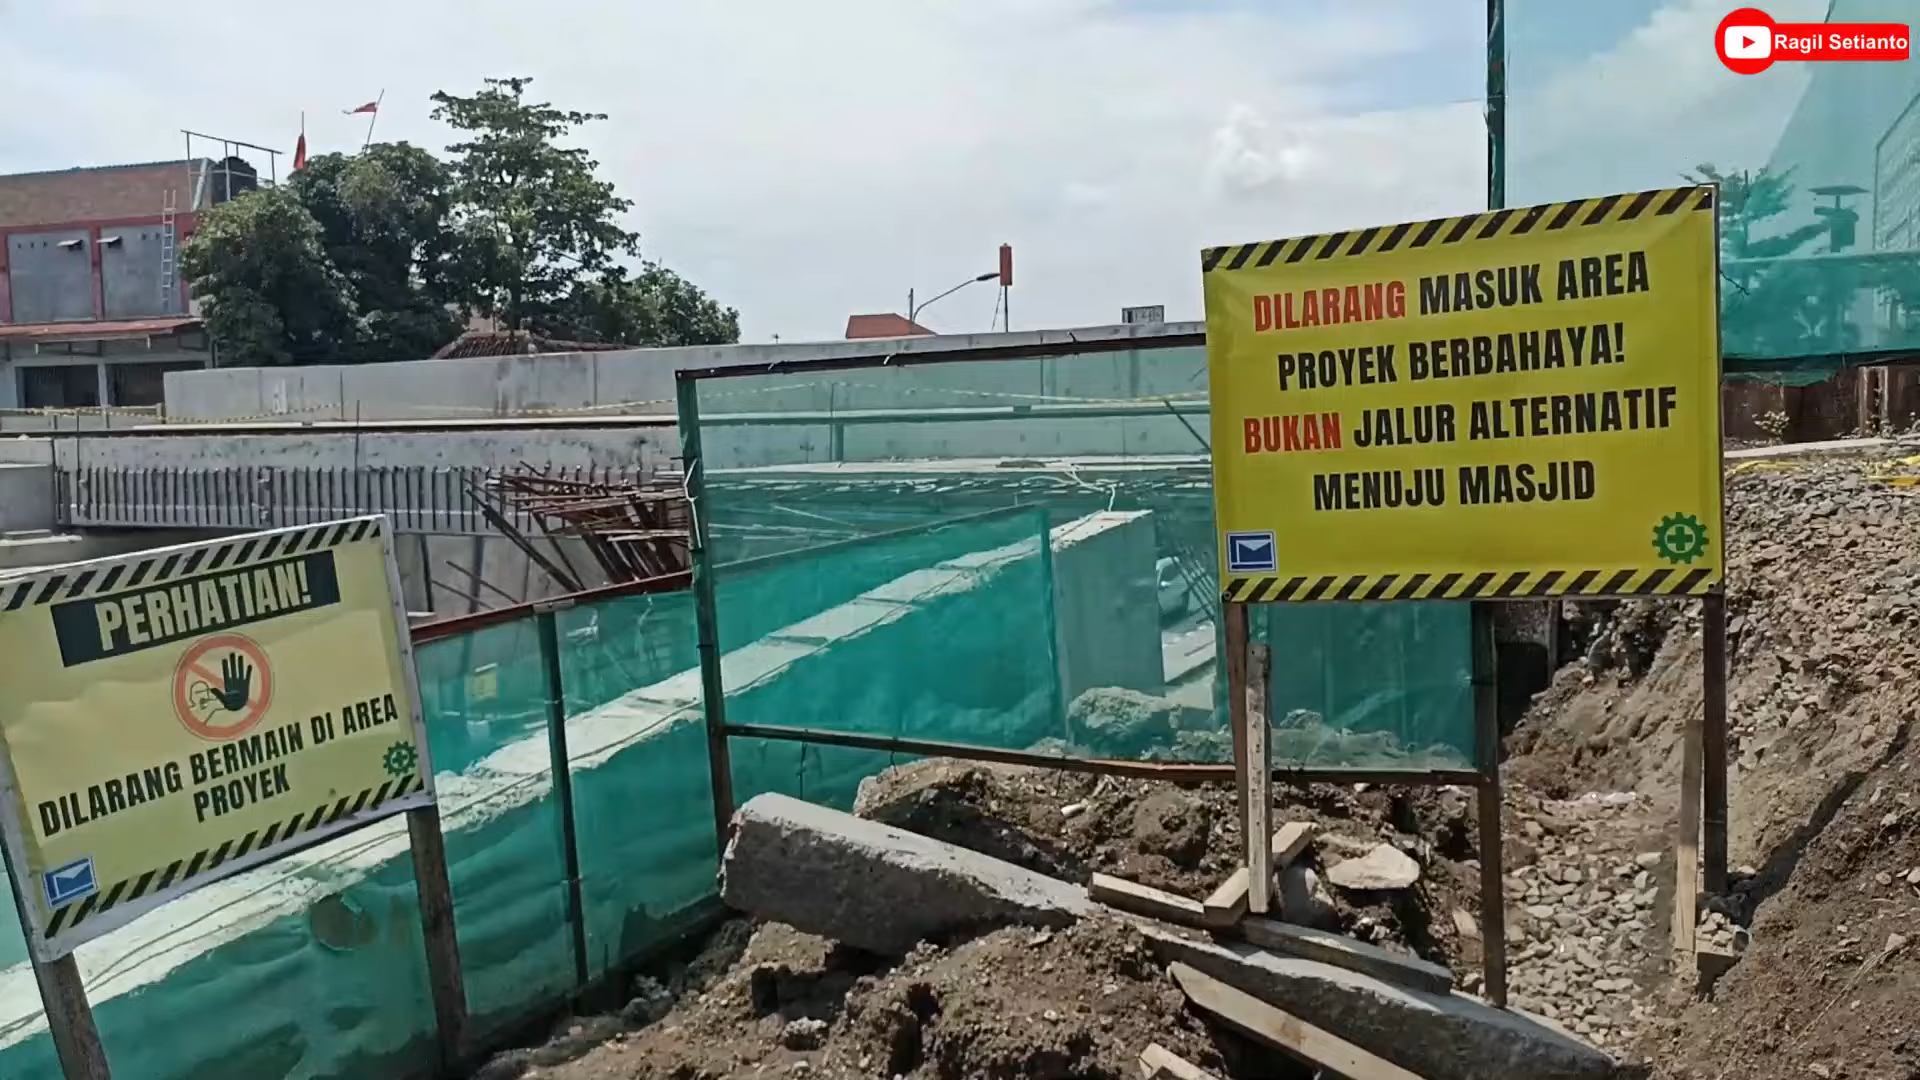 Ragil Setianto
DILARANG MASUK AREA
PROYEK BERBAHAYA!
BUKAN JALUR ALTERNATIF
MENUJU MASJID
PERHATIAN!
DILARANG BERMAIN DI AREA
PROYEK